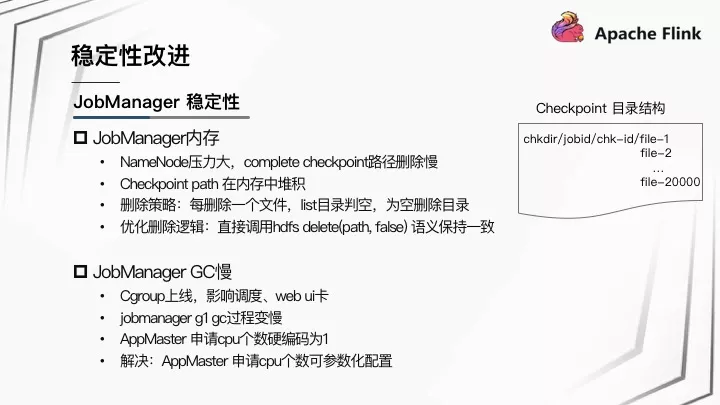 Apache Flink
稳定性改进
JobManager 稳定性
JobManager内存
• NameNode压力大，complete checkpoint路径删除慢
• Checkpoint path 在内存中堆积
• 删除策略：每删除一个文件，list目录判空，为空删除目录
• 优化删除逻辑：直接调用hdfs delete(path, false) 语义保持一致
JobManager GC慢
• Cgroup上线，影响调度、web ui卡
• jobmanager g1 gc过程变慢
• AppMaster 申请cpu个数硬编码为1
• 解决：AppMaster 申请cpu个数可参数化配置
Checkpoint 目录结构
chkdir/jobid/chk-id/file-1
file-2
...
file-20000